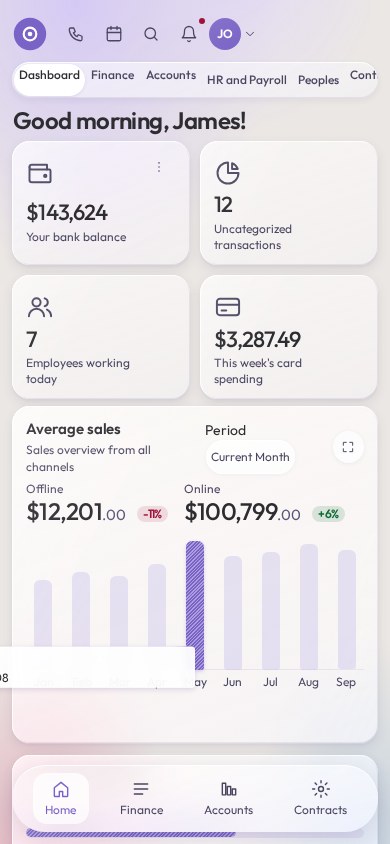 JO
Dashboard Finance Accounts HR and Payroll Peoples Cont
Good morning, James!
$143,624
Your bank balance
12
Uncategorized
transactions
7
Employees working
today
$3,287.49
This week's card
spending
Average sales
Sales overview from all
channels
Period
Current Month
Offline
$12,201.00 -11%
Online
$100,799.00 +6%
98
ay Jun Jul Aug Sep
Home Finance Accounts Contracts